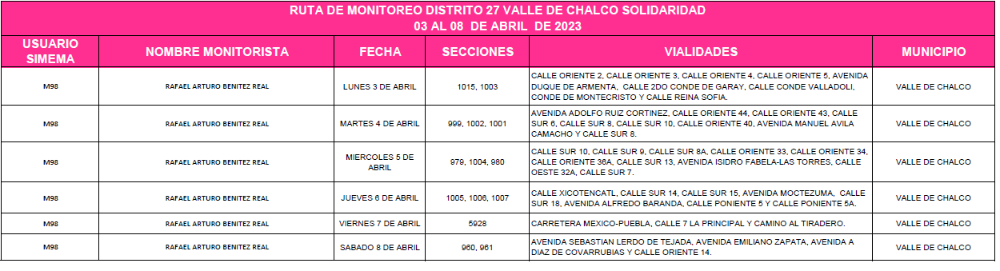 RUTA DE MONITOREO DISTRITO 27 VALLE DE CHALCO SOLIDARIDAD
03 AL 08 DE ABRIL DE 2023
USUARIO SIMEMA NOMBRE MONITORISTA FECHA SECCIONES VIALIDADES MUNICIPIO
M98 RAFAEL ARTURO BENITEZ REAL LUNES 3 DE ABRIL 1015, 1003 CALLE ORIENTE 2, CALLE ORIENTE 3, CALLE ORIENTE 4, CALLE ORIENTE 5, AVENIDA
DUQUE DE ARMENTA, CALLE 2DO CONDE DE GARAY, CALLE CONDE VALLADOLI,
CONDE DE MONTECRISTO Y CALLE REINA SOFIA. VALLE DE CHALCO
M98 RAFAEL ARTURO BENITEZ REAL MARTES 4 DE ABRIL 999, 1002, 1001 AVENIDA ADOLFO RUIZ CORTINEZ, CALLE ORIENTE 44, CALLE ORIENTE 43, CALLE
SUR 6, CALLE SUR 8, CALLE SUR 10, CALLE ORIENTE 40, AVENIDA MANUEL AVILA
CAMACHO Y CALLE SUR 8. VALLE DE CHALCO
M98 RAFAEL ARTURO BENITEZ REAL MIERCOLES 5 DE ABRIL 979, 1004, 980 CALLE SUR 10, CALLE SUR 9, CALLE SUR 8A, CALLE ORIENTE 33, CALLE ORIENTE 34,
CALLE ORIENTE 36A, CALLE SUR 13, AVENIDA ISIDRO FABELA-LAS TORRES, CALLE
OESTE 32A, CALLE SUR 7. VALLE DE CHALCO
M98 RAFAEL ARTURO BENITEZ REAL JUEVES 6 DE ABRIL 1005, 1006, 1007 CALLE XICOTENCATL, CALLE SUR 14, CALLE SUR 15, AVENIDA MOCTEZUMA, CALLE
SUR 18, AVENIDA ALFREDO BARANDA, CALLE PONIENTE 5 Y CALLE PONIENTE 5A. VALLE DE CHALCO
M98 RAFAEL ARTURO BENITEZ REAL VIERNES 7 DE ABRIL 5928 CARRETERA MEXICO-PUEBLA, CALLE 7 LA PRINCIPAL Y CAMINO AL TIRADERO. VALLE DE CHALCO
M98 RAFAEL ARTURO BENITEZ REAL SABADO 8 DE ABRIL 960, 961 AVENIDA SEBASTIAN LERDO DE TEJADA, AVENIDA EMILIANO ZAPATA, AVENIDA A
DIAZ DE COVARRUBIAS Y CALLE ORIENTE 14. VALLE DE CHALCO